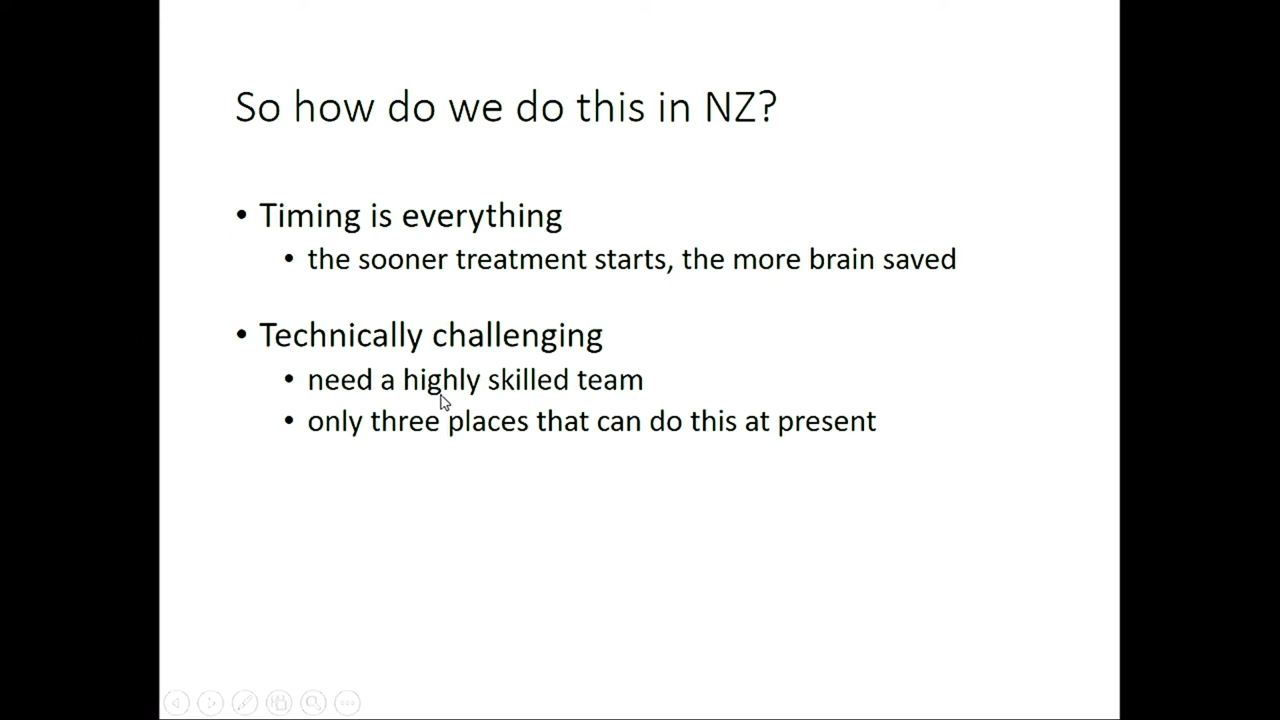 So how do we do this in NZ?
• Timing is everything
• the sooner treatment starts, the more brain saved
• Technically challenging
• need a highly skilled team
• only three places that can do this at present